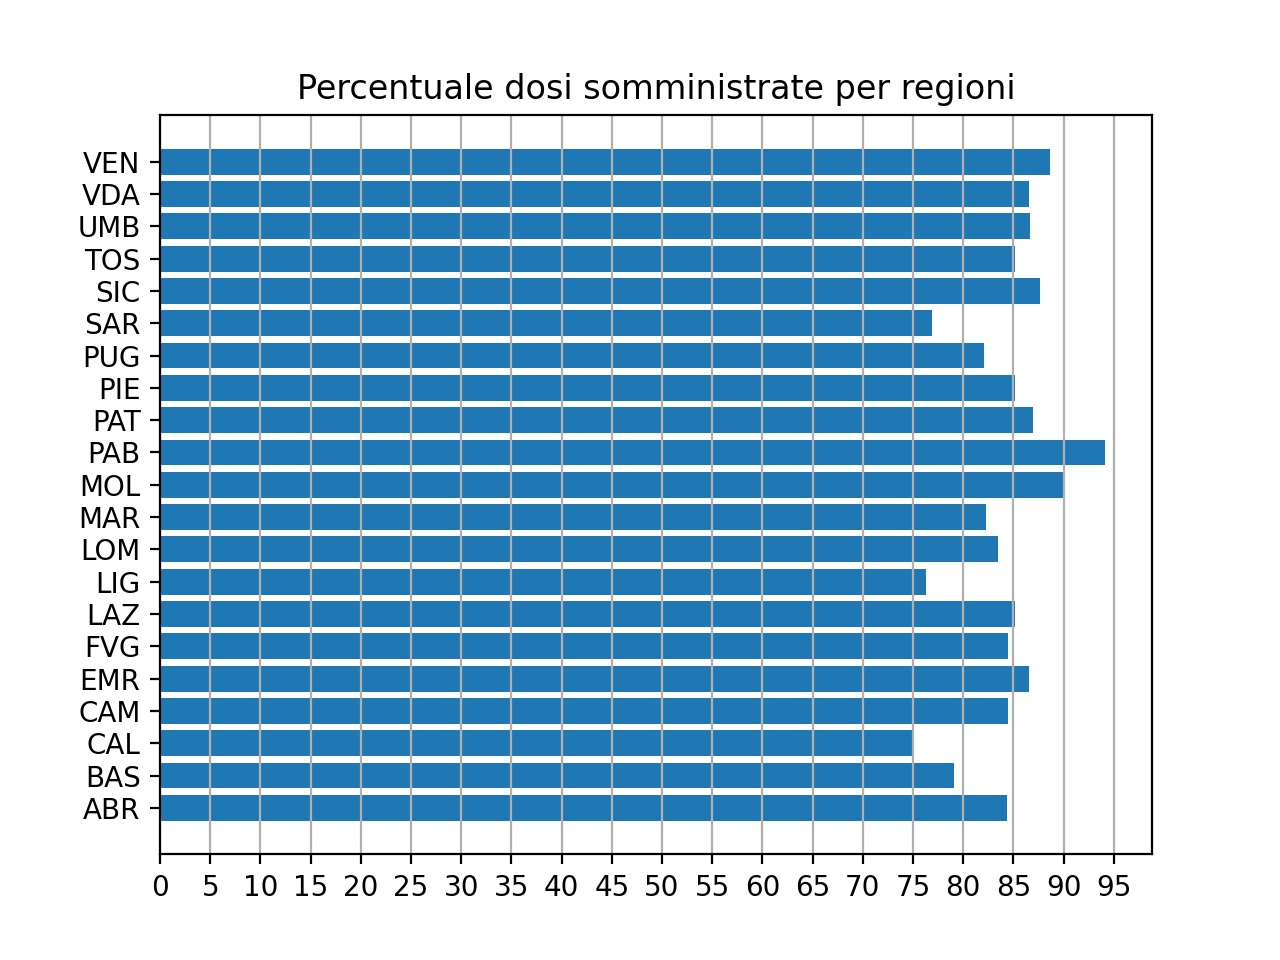 Percentuale dosi somministrate per regioni
VEN
VDA
UMB
TOS
SIC
SAR
PUG
PIE
PAT
PAB
MOL
MAR
LOM
LIG
LAZ
FVG
EMR
CAM
CAL
BAS
ABR
0 5 10 15 20 25 30 35 40 45 50 55 60 65 70 75 80 85 90 95